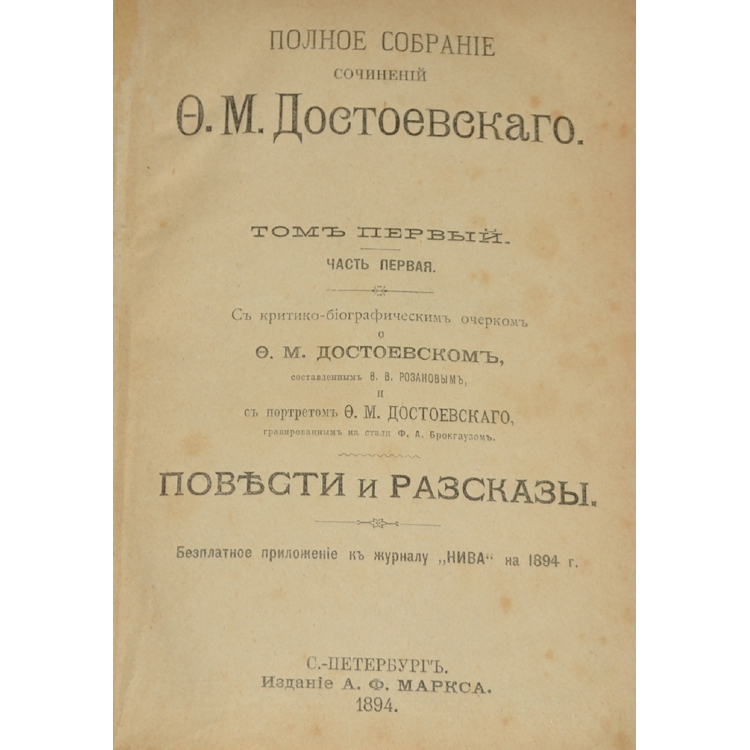 ПОЛНОЕ СОБРАНІЕ
СОЧИНЕНІЙ
Ѳ. М. Достоевскаго.
ТОМЪ ПЕРВЫЙ.
ЧАСТЬ ПЕРВАЯ.
Съ критико-біографическимъ очеркомъ
о
Ѳ. М. ДОСТОЕВСКОМЪ,
составленнымъ В. В. РОЗАНОВЫМЪ,
и
съ портретомъ Ѳ. М. ДОСТОЕВСКАГО,
гравированнымъ на стали Ф. А. Брокгаузомъ.
ПОВѢСТИ и РАЗСКАЗЫ.
Безплатное приложеніе къ журналу „НИВА“ на 1894 г.
С.-ПЕТЕРБУРГЪ.
Изданіе А. Ф. МАРКСА.
1894.